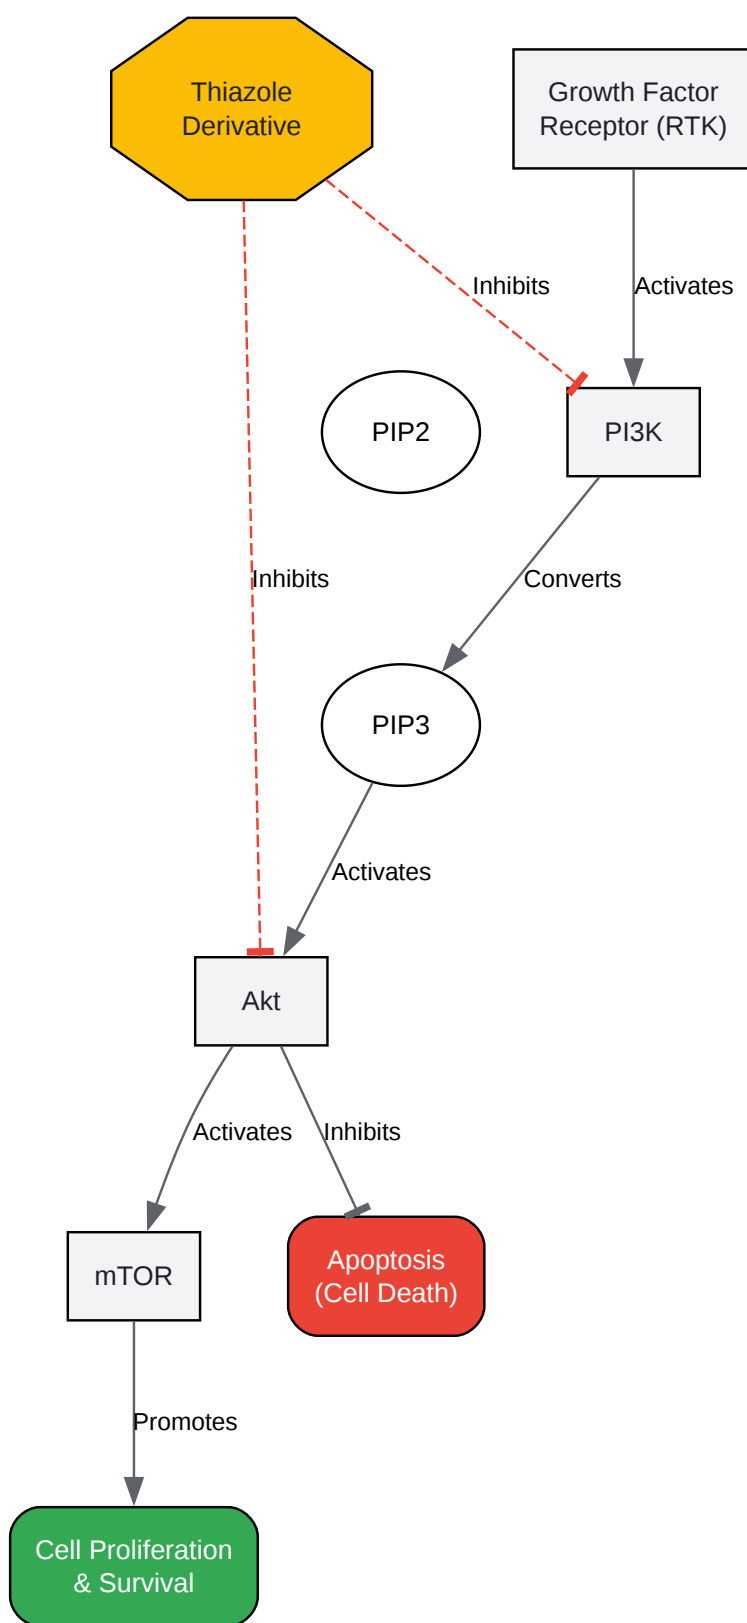 Thiazole
Derivative
Growth Factor
Receptor (RTK)
Inhibits
Activates
PIP2
PI3K
Inhibits
Converts
PIP3
Activates
Akt
Activates
Inhibits
mTOR
Apoptosis
(Cell Death)
Promotes
Cell Proliferation
& Survival